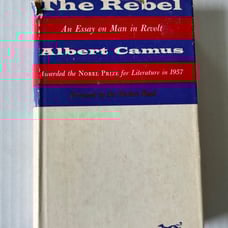 The Rebel
An Essay on Man in Revolt
Albert Camus
Awarded the NOBEL PRIZE for Literature in 1957